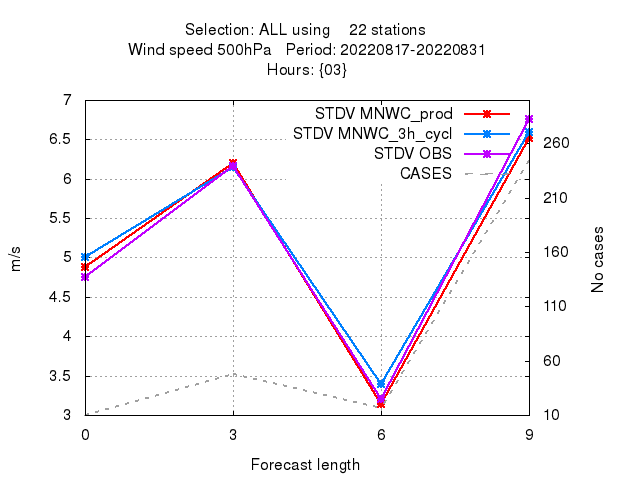 Selection: ALL using    22 stations
Wind speed 500hPa   Period: 20220817-20220831
Hours: {03}
STDV MNWC_prod
STDV MNWC_3h_cycl
STDV OBS
CASES
7
6.5
6
5.5
5
4.5
4
3.5
3
m/s
260
210
160
110
60
10
No cases
0 3 6 9
Forecast length